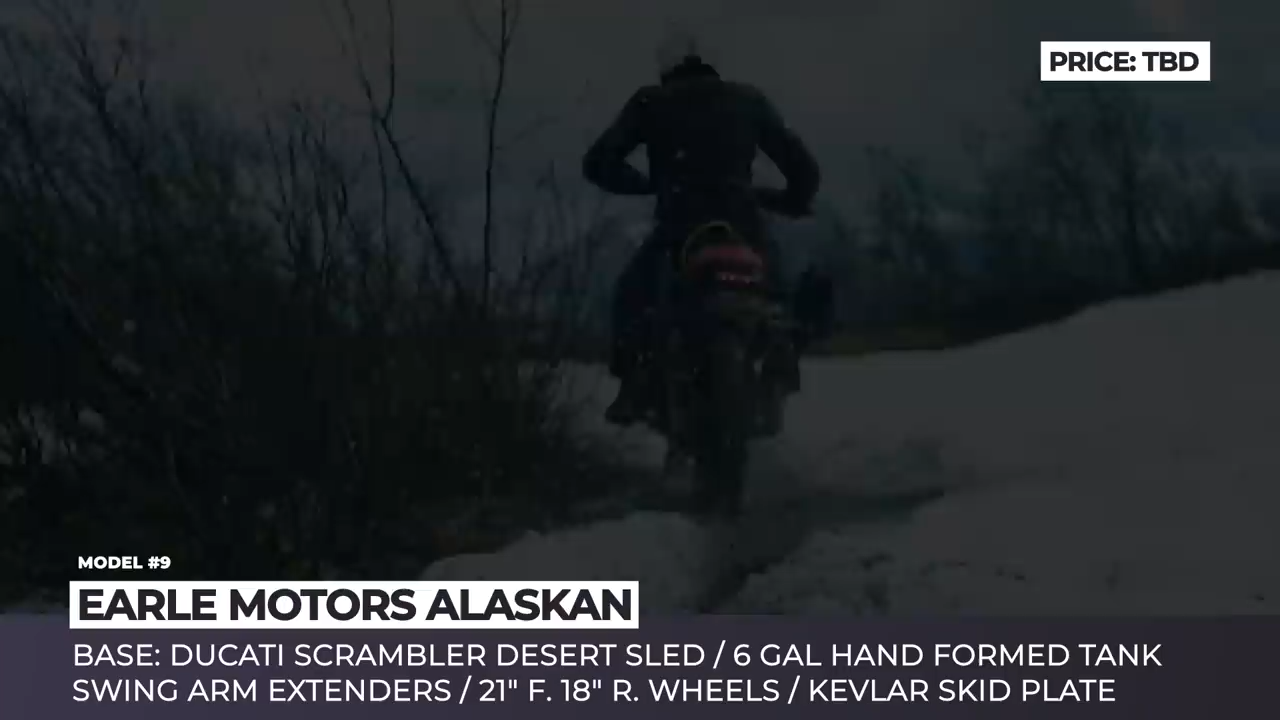 PRICE: TBD
MODEL #9
EARLE MOTORS ALASKAN
BASE: DUCATI SCRAMBLER DESERT SLED / 6 GAL HAND FORMED TANK
SWING ARM EXTENDERS / 21" F. 18" R. WHEELS / KEVLAR SKID PLATE